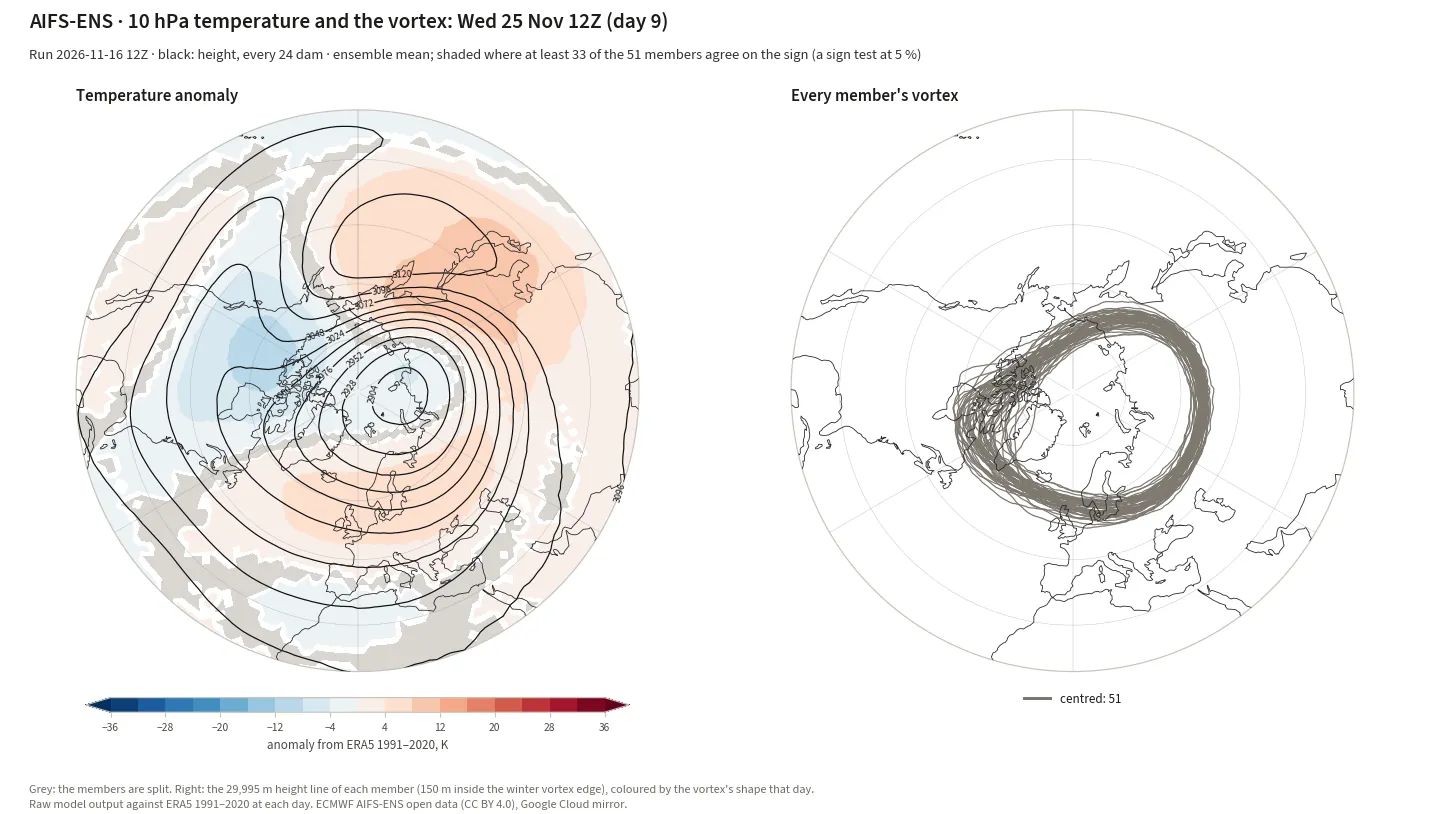 AIFS-ENS · 10 hPa temperature and the vortex: Wed 25 Nov 12Z (day 9)
Run 2026-11-16 12Z · black: height, every 24 dam · ensemble mean; shaded where at least 33 of the 51 members agree on the sign (a sign test at 5 %)
Temperature anomaly
Every member's vortex
3120
3096
3072
3048
3024
2952
2928
2904
3096
centred: 51
−36 −28 −20 −12 −4 4 12 20 28 36
anomaly from ERA5 1991–2020, K
Grey: the members are split. Right: the 29,995 m height line of each member (150 m inside the winter vortex edge), coloured by the vortex's shape that day.
Raw model output against ERA5 1991–2020 at each day. ECMWF AIFS-ENS open data (CC BY 4.0), Google Cloud mirror.